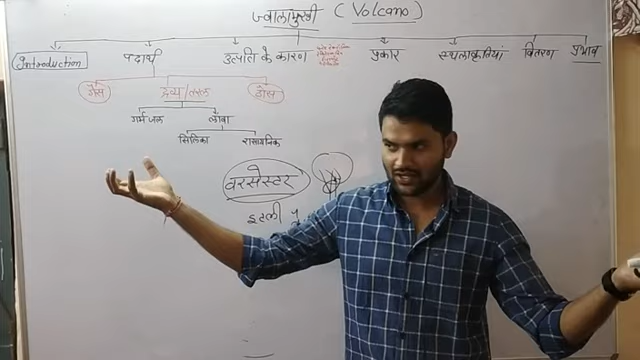 ज्वालामुखी (Volcano)
Introduction पदार्थ उत्पति के कारण प्रकार स्थलाकृतियां वितरण प्रभाव
गैस द्रव्य/तरल ठोस
गर्म जल लावा
सिलिका रासायनिक
वरसेस्टर
इटली